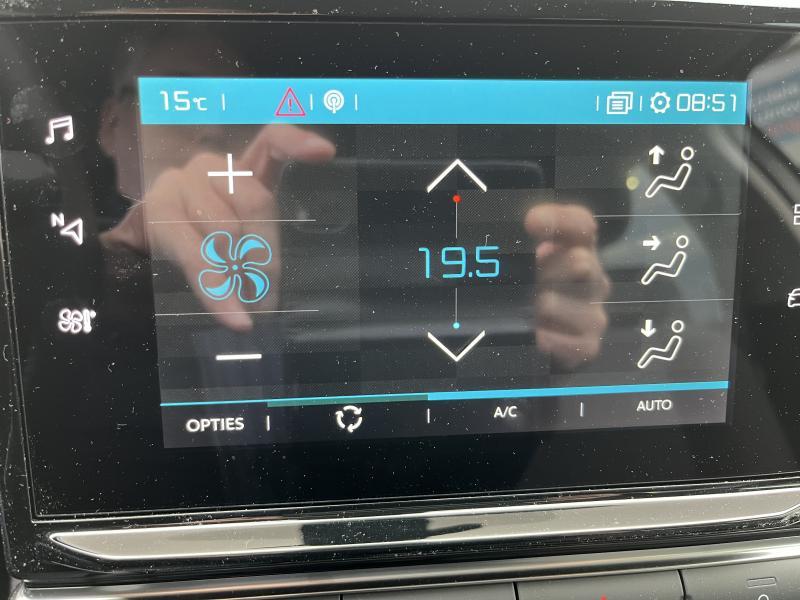 15°C
08:51
N
19.5
OPTIES
A/C
AUTO